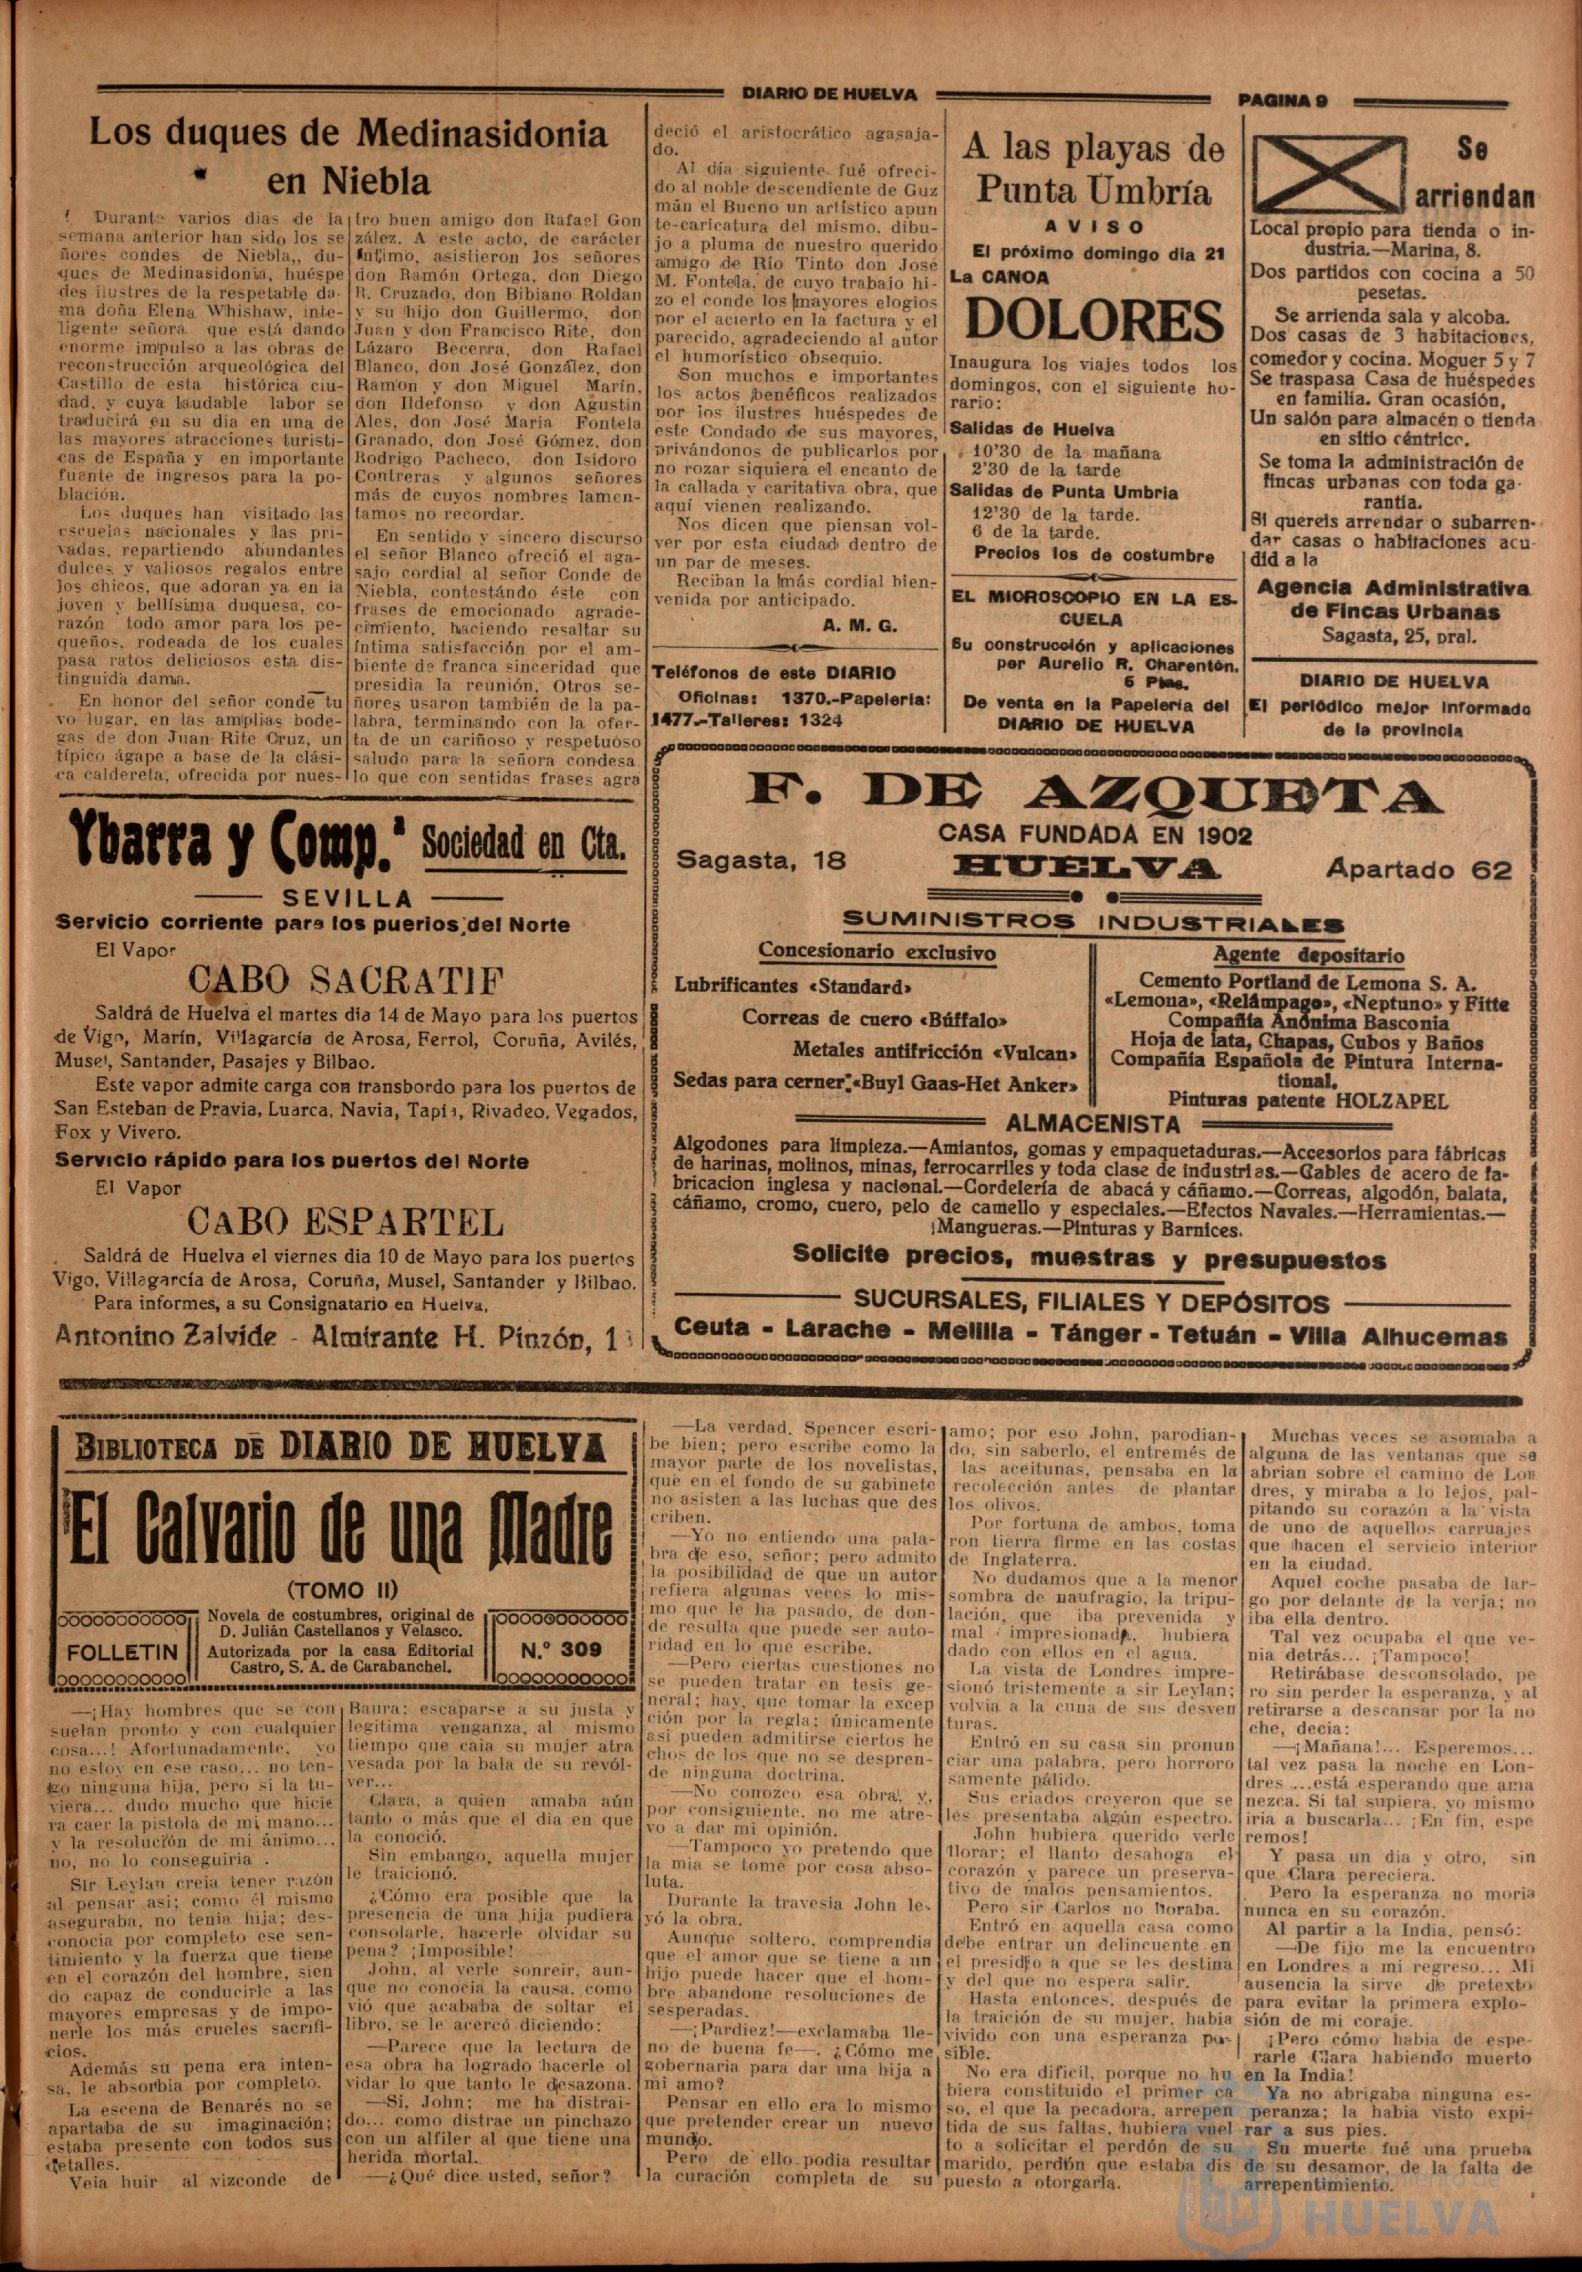 DIARIO DE HUELVA
PAGINA 9
Los duques de Medinasidonia
en Niebla
Durante varios dias de la
semana anterior han sido los se
ñores condes de Niebla,, du-
ques de Medinasidonia, huéspe
des ilustres de la respetable da-
ma doña Elena Whishaw, inte-
ligente señora que está dando
enorme impulso a las obras de
reconstrucción arqueológica del
Castillo de esta histórica ciu-
dad, y cuya laudable labor se
traducirá en su dia en una de
las mayores atracciones turisti-
cas de España y en importante
fuente de ingresos para la po-
blación.
Los duques han visitado las
escuelas nacionales y las pri-
vadas, repartiendo abundantes
dulces y valiosos regalos entre
los chicos, que adoran ya en la
joven y bellísima duquesa, co-
razón todo amor para los pe-
queños, rodeada de los cuales
pasa ratos deliciosos esta dis-
tinguida dama.
En honor del señor conde tu
vo lugar, en las amplias bode-
gas de don Juan Rite Cruz, un
típico ágape a base de la clási-
ca caldereta, ofrecida por nues-
tro buen amigo don Rafael Gon
zález. A este acto, de carácter
íntimo, asistieron los señores
don Ramón Ortega, don Diego
R. Cruzado, don Bibiano Roldan
y su hijo don Guillermo, don
Juan y don Francisco Rite, don
Lázaro Becerra, don Rafael
Blanco, don José González, don
Ramon y don Miguel Marín,
don Ildefonso y don Agustin
Ales, don José Maria Fontela
Granado, don José Gómez, don
Rodrigo Pacheco, don Isidoro
Contreras y algunos señores
más de cuyos nombres lamen-
tamos no recordar.
En sentido y sincero discurso
el señor Blanco ofreció el aga-
sajo cordial al señor Conde de
Niebla, contestándo éste con
frases de emocionado agrade-
cimiento, haciendo resaltar su
íntima satisfacción por el am-
biente de franca sinceridad que
presidia la reunión, Otros se-
ñores usaron también de la pa-
labra, terminando con la ofer-
ta de un cariñoso y respetuoso
saludo para la señora condesa
lo que con sentidas frases agra
deció el aristocrático agasaja-
do.
Al día siguiente fué ofreci-
do al noble descendiente de Guz
mán el Bueno un artístico apun
te-caricatura del mismo, dibu-
jo a pluma de nuestro querido
amigo de Río Tinto don José
M. Fontela, de cuyo trabajo hi-
zo el conde los mayores elogios
por el acierto en la factura y el
parecido, agradeciendo al autor
el humorístico obsequio.
Son muchos e importantes
los actos benéficos realizados
por los ilustres huéspedes de
este Condado de sus mayores,
privándonos de publicarlos por
no rozar siquiera el encanto de
la callada y caritativa obra, que
aquí vienen realizando.
Nos dicen que piensan vol-
ver por esta ciudad dentro de
un par de meses.
Reciban la más cordial bien-
venida por anticipado.
A. M. G.
Teléfonos de este DIARIO
Oficinas: 1370.-Papelería:
1477.-Talleres: 1324
A las playas de
Punta Umbría
AVISO
El próximo domingo dia 21
La CANOA
DOLORES
Inaugura los viajes todos los
domingos, con el siguiente ho-
rario:
Salidas de Huelva
10'30 de la mañana
2'30 de la tarde
Salidas de Punta Umbria
12'30 de la tarde.
6 de la tarde.
Precios los de costumbre
EL MICROSCOPIO EN LA ES-
CUELA
Su construcción y aplicaciones
por Aurelio R. Charentón.
6 Ptas.
De venta en la Papelería del
DIARIO DE HUELVA
Se
arriendan
Local propio para tienda o in-
dustria.—Marina, 8.
Dos partidos con cocina a 50
pesetas.
Se arrienda sala y alcoba.
Dos casas de 3 habitaciones,
comedor y cocina. Moguer 5 y 7
Se traspasa Casa de huéspedes
en familia. Gran ocasión,
Un salón para almacén o tienda
en sitio céntrico.
Se toma la administración de
fincas urbanas con toda ga-
rantía.
Si quereis arrendar o subarren-
dar casas o habitaciones acu-
did a la
Agencia Administrativa
de Fincas Urbanas
Sagasta, 25, pral.
DIARIO DE HUELVA
El periódico mejor informado
de la provincia
Ybarra y Comp.ª Sociedad en Cta.
SEVILLA
Servicio corriente para los puertos del Norte
El Vapor
CABO SACRATIF
Saldrá de Huelva el martes dia 14 de Mayo para los puertos
de Vigo, Marín, Villagarcía de Arosa, Ferrol, Coruña, Avilés,
Musel, Santander, Pasajes y Bilbao.
Este vapor admite carga con transbordo para los puertos de
San Esteban de Pravia, Luarca, Navia, Tapia, Rivadeo, Vegados,
Fox y Vivero.
Servicio rápido para los puertos del Norte
El Vapor
CABO ESPARTEL
Saldrá de Huelva el viernes dia 10 de Mayo para los puertos
Vigo, Villagarcía de Arosa, Coruña, Musel, Santander y Bilbao.
Para informes, a su Consignatario en Huelva,
Antonino Zalvide - Almirante H. Pinzón, 1
F. DE AZQUETA
CASA FUNDADA EN 1902
Sagasta, 18 HUELVA Apartado 62
SUMINISTROS INDUSTRIALES
Concesionario exclusivo
Lubrificantes «Standard»
Correas de cuero «Búffalo»
Metales antifricción «Vulcan»
Sedas para cerner «Buyl Gaas-Het Anker»
Agente depositario
Cemento Portland de Lemona S. A.
«Lemona», «Relámpago», «Neptuno» y Fitte
Compañía Anónima Basconia
Hoja de lata, Chapas, Cubos y Baños
Compañia Española de Pintura Interna-
tional.
Pinturas patente HOLZAPEL
ALMACENISTA
Algodones para limpieza.—Amiantos, gomas y empaquetaduras.—Accesorios para fábricas
de harinas, molinos, minas, ferrocarriles y toda clase de industrias.—Cables de acero de fa-
bricacion inglesa y nacional.—Cordelería de abacá y cáñamo.—Correas, algodón, balata,
cáñamo, cromo, cuero, pelo de camello y especiales.—Efectos Navales.—Herramientas.—
Mangueras.—Pinturas y Barnices.
Solicite precios, muestras y presupuestos
SUCURSALES, FILIALES Y DEPÓSITOS
Ceuta - Larache - Melilla - Tánger - Tetuán - Villa Alhucemas
BIBLIOTECA DE DIARIO DE HUELVA
El Calvario de una Madre
(TOMO II)
FOLLETIN
Novela de costumbres, original de
D. Julián Castellanos y Velasco.
Autorizada por la casa Editorial
Castro, S. A. de Carabanchel.
N.º 309
—¡Hay hombres que se con
suelan pronto y con cualquier
cosa...! Afortunadamente, yo
no estoy en ese caso... no ten-
go ninguna hija, pero si la tu-
viera... dudo mucho que hicie
ra caer la pistola de mi mano...
y la resolución de mi ánimo...
no, no lo conseguiria .
Sir Leylan creia tener razón
al pensar asi; como él mismo
aseguraba, no tenia hija; des-
conocia por completo ese sen-
timiento y la fuerza que tiene
en el corazón del hombre, sien
do capaz de conducirle a las
mayores empresas y de impo-
nerle los más crueles sacrifi-
cios.
Además su pena era inten-
sa, le absorbia por completo.
La escena de Benarés no se
apartaba de su imaginación;
estaba presente con todos sus
detalles.
Veia huir al vizconde de
Baura; escaparse a su justa y
legitima venganza, al mismo
tiempo que caia su mujer atra
vesada por la bala de su revól-
ver...
Clara, a quien amaba aún
tanto o más que el dia en que
la conoció.
Sin embango, aquella mujer
le traicionó.
¿Cómo era posible que la
presencia de una hija pudiera
consolarle, hacerle olvidar su
pena? ¡Imposible!
John, al verle sonreir, aun-
que no conocia la causa, como
vió que acababa de soltar el
libro, se le acercó diciendo:
—Parece que la lectura de
esa obra ha logrado hacerle ol
vidar lo que tanto le desazona.
—Si, John; me ha distrai-
do... como distrae un pinchazo
con un alfiler al que tiene una
herida mortal.
—¿Qué dice usted, señor?
—La verdad. Spencer escri-
be bien; pero escribe como la
mayor parte de los novelistas,
que en el fondo de su gabinete
no asisten a las luchas que des
criben.
—Yo no entiendo una pala-
bra de eso, señor; pero admito
la posibilidad de que un autor
refiera algunas veces lo mis-
mo que le ha pasado, de don-
de resulta que puede ser auto-
ridad en lo que escribe.
—Pero ciertas cuestiones no
se pueden tratar en tesis ge-
neral; hay, que tomar la excep
ción por la regla; únicamente
asi pueden admitirse ciertos he
chos de los que no se despren-
de ninguna doctrina.
—No conozco esa obra, y,
por consiguiente, no me atre-
vo a dar mi opinión.
—Tampoco yo pretendo que
la mia se tome por cosa abso-
luta.
Durante la travesia John le-
yó la obra.
Aunque soltero, comprendia
que el amor que se tiene a un
hijo puede hacer que el hom-
bre abandone resoluciones de
sesperadas.
—¡Pardiez!—exclamaba lle-
no de buena fe—. ¿Cómo me
gobernaria para dar una hija a
mi amo?
Pensar en ello era lo mismo
que pretender crear un nuevo
mundo.
Pero de ello podia resultar
la curación completa de su
amo; por eso John, parodian-
do, sin saberlo, el entremés de
las aceitunas, pensaba en la
recolección antes de plantar
los olivos.
Por fortuna de ambos, toma
ron tierra firme en las costas
de Inglaterra.
No dudamos que a la menor
sombra de naufragio, la tripu-
lación, que iba prevenida y
mal impresionada, hubiera
dado con ellos en el agua.
La vista de Londres impre-
sionó tristemente a sir Leylan;
volvia a la cuna de sus desven
turas.
Entró en su casa sin pronun
ciar una palabra, pero horroro
samente pálido.
Sus criados creyeron que se
les presentaba algún espectro.
John hubiera querido verle
llorar; el llanto desahoga el
corazón y parece un preserva-
tivo de malos pensamientos.
Pero sir Carlos no lloraba.
Entró en aquella casa como
debe entrar un delincuente en
el presidio a que se les destina
y del que no espera salir.
Hasta entonces, después de
la traición de su mujer, habia
vivido con una esperanza po-
sible.
No era dificil, porque no hu
biera constituido el primer ca
so, el que la pecadora, arrepen
tida de sus faltas, hubiera vuel
to a solicitar el perdón de su
marido, perdón que estaba dis
puesto a otorgarla.
Muchas veces se asomaba a
alguna de las ventanas que se
abrian sobre el camino de Lon
dres, y miraba a lo lejos, pal-
pitando su corazón a la vista
de uno de aquellos carruajes
que hacen el servicio interior
en la ciudad.
Aquel coche pasaba de lar-
go por delante de la verja; no
iba ella dentro.
Tal vez ocupaba el que ve-
nia detrás... ¡Tampoco!
Retirábase desconsolado, pe
ro sin perder la esperanza, y al
retirarse a descansar por la no
che, decia:
—¡Mañana!... Esperemos...
tal vez pasa la noche en Lon-
dres ...está esperando que ama
nezca. Si tal supiera, yo mismo
iria a buscarla... ¡En fin, espe
remos!
Y pasa un dia y otro, sin
que Clara pereciera.
Pero la esperanza no moria
nunca en su corazón.
Al partir a la India, pensó:
—De fijo me la encuentro
en Londres a mi regreso... Mi
ausencia la sirve de pretexto
para evitar la primera explo-
sión de mi coraje.
¡Pero cómo habia de espe-
rarle Clara habiendo muerto
en la India!
Ya no abrigaba ninguna es-
peranza; la habia visto expi-
rar a sus pies.
Su muerte fué una prueba
de su desamor, de la falta de
arrepentimiento.
HUELVA